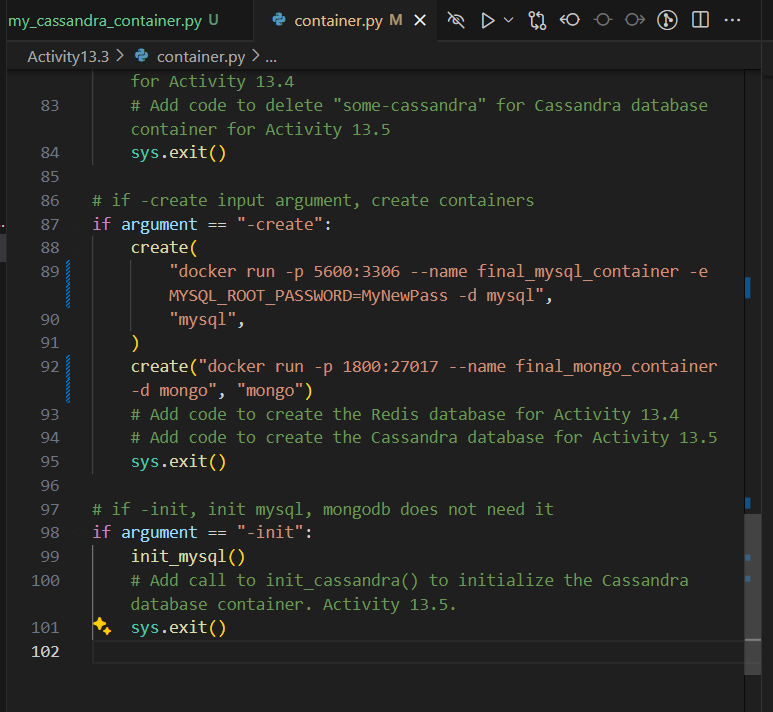 my_cassandra_container.py U
container.py M
Activity13.3 > container.py > ...
for Activity 13.4
83 # Add code to delete "some-cassandra" for Cassandra database
container for Activity 13.5
84 sys.exit()
85
86 # if -create input argument, create containers
87 if argument == "-create":
88 create(
89 "docker run -p 5600:3306 --name final_mysql_container -e
MYSQL_ROOT_PASSWORD=MyNewPass -d mysql",
90 "mysql",
91 )
92 create("docker run -p 1800:27017 --name final_mongo_container
-d mongo", "mongo")
93 # Add code to create the Redis database for Activity 13.4
94 # Add code to create the Cassandra database for Activity 13.5
95 sys.exit()
96
97 # if -init, init mysql, mongodb does not need it
98 if argument == "-init":
99 init_mysql()
100 # Add call to init_cassandra() to initialize the Cassandra
database container. Activity 13.5.
101 sys.exit()
102